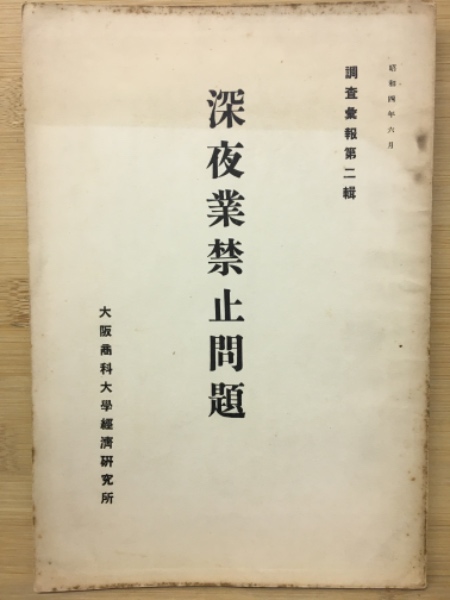 昭和四年六月
調査彙報第二輯
深夜業禁止問題
大阪商科大學經濟硏究所